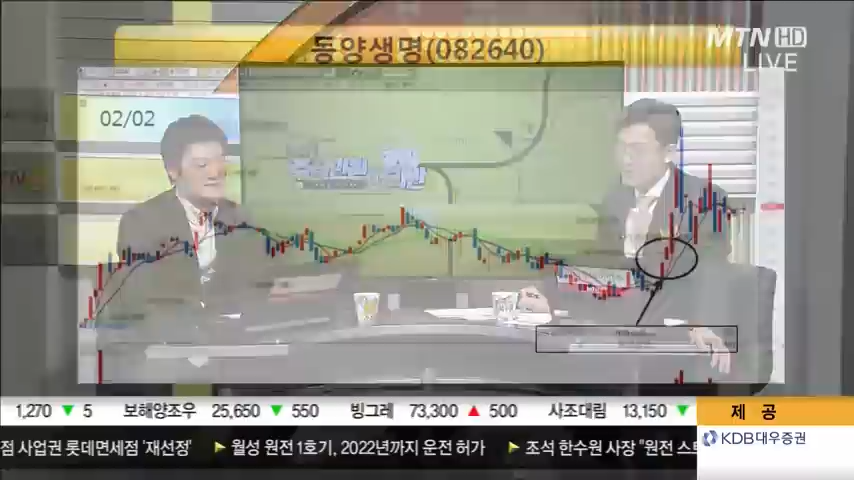 동양생명(082640)
MTN HD
LIVE
02/02
1,270 ▼ 5 보해양조우 25,650 ▼ 550 빙그레 73,300 ▲ 500 사조대림 13,150 ▼
제 공
점 사업권 롯데면세점 '재선정' ▶ 월성 원전 1호기, 2022년까지 운전 허가 ▶ 조석 한수원 사장 "원전 스트
KDB대우증권